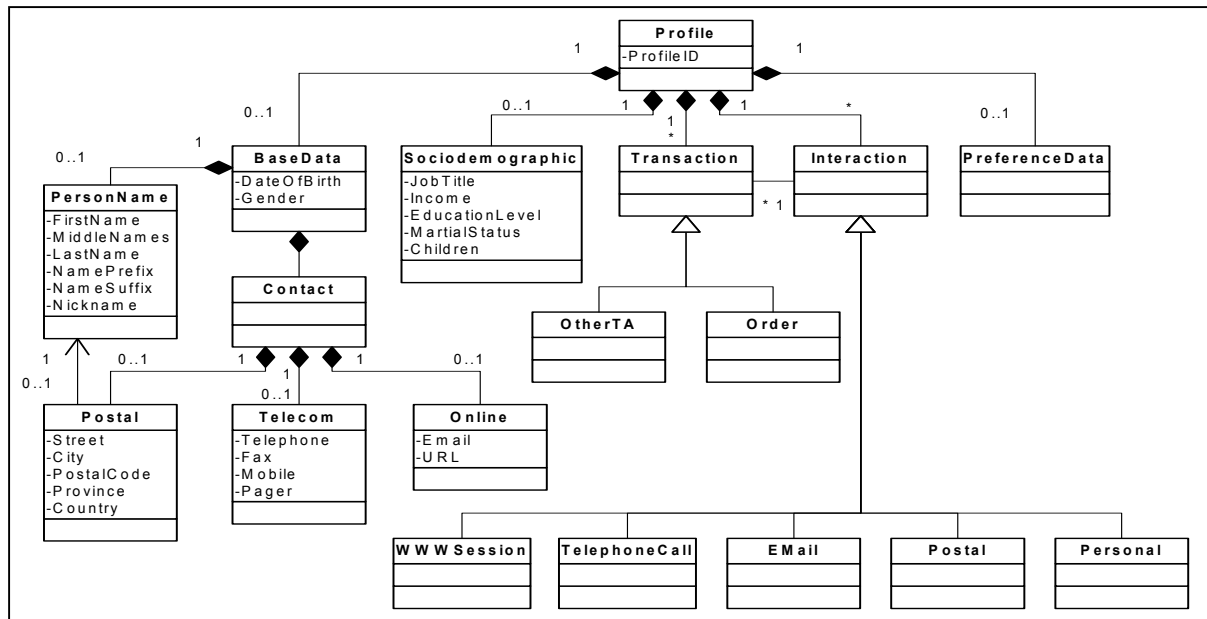 Profile
-ProfileID
1
1
0..1
1
*
0..1
0..1
1
1
*
1
0..1
BaseData
-DateOfBirth
-Gender
Sociodemographic
-JobTitle
-Income
-EducationLevel
-MartialStatus
-Children
Transaction
Interaction
* 1
PreferenceData
PersonName
-FirstName
-MiddleNames
-LastName
-NamePrefix
-NameSuffix
-Nickname
Contact
OtherTA
Order
1
0..1
0..1
1
1
0..1
1
0..1
Postal
-Street
-City
-PostalCode
-Province
-Country
Telecom
-Telephone
-Fax
-Mobile
-Pager
Online
-Email
-URL
WWWSession
TelephoneCall
EMail
Postal
Personal